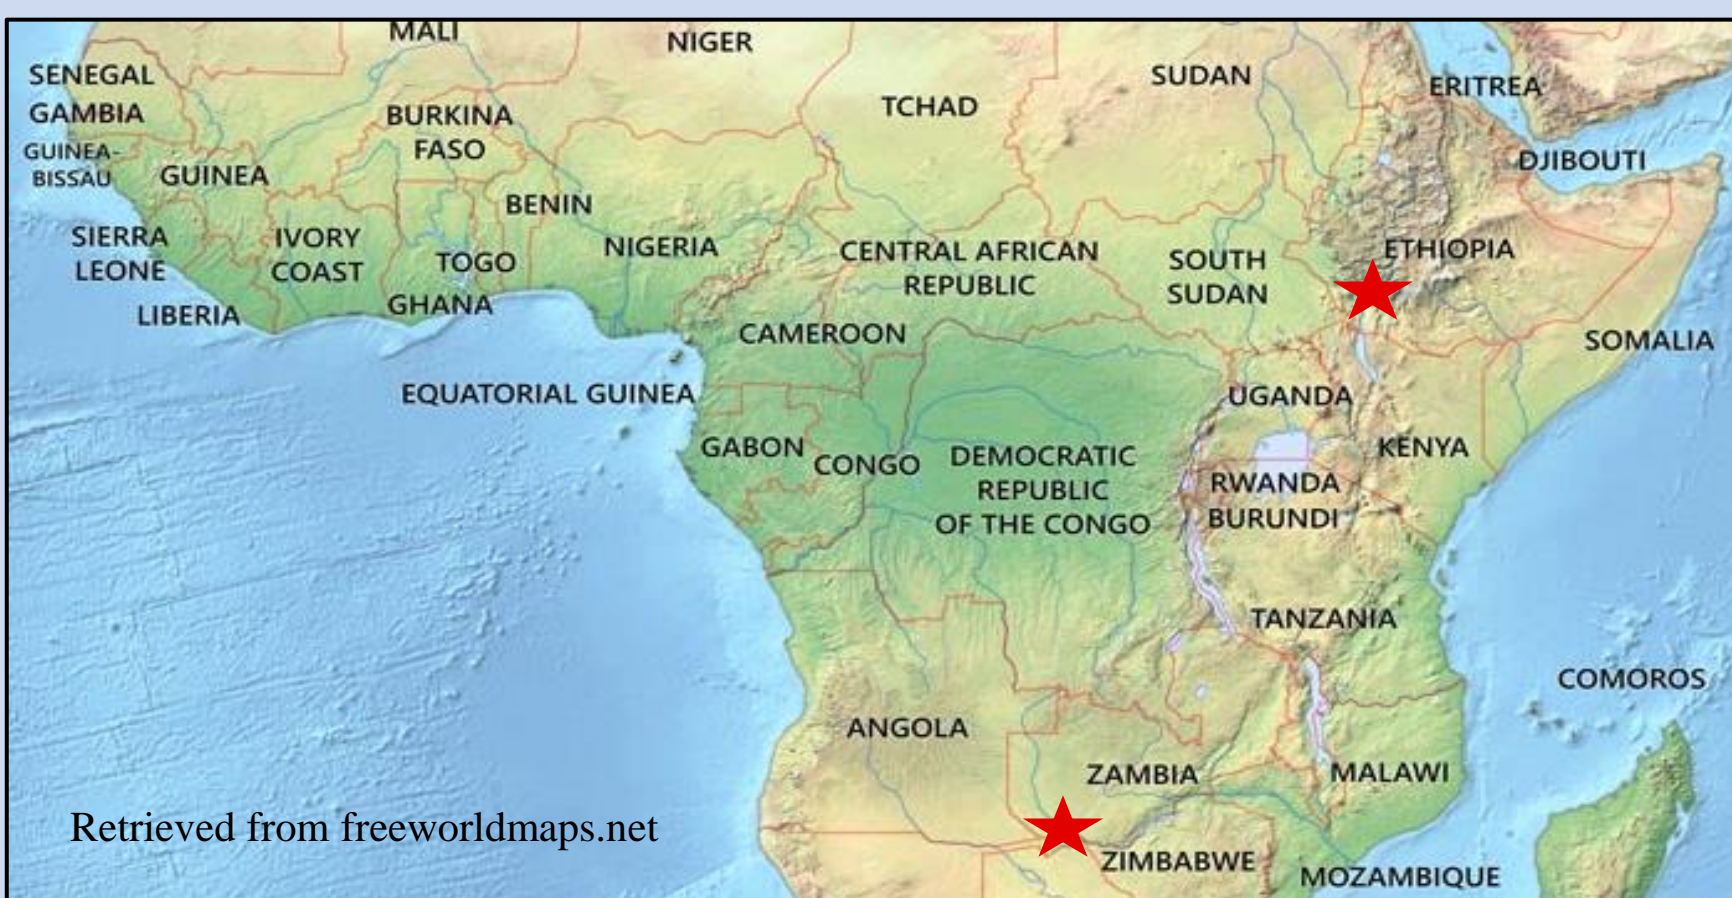 MALI
NIGER
SENEGAL
SUDAN
ERITREA
GAMBIA
BURKINA
FASO
TCHAD
GUINEA-
BISSAU
GUINEA
DJIBOUTI
BENIN
SIERRA
LEONE
IVORY
COAST
TOGO
NIGERIA
CENTRAL AFRICAN
REPUBLIC
SOUTH
SUDAN
ETHIOPIA
LIBERIA
GHANA
CAMEROON
SOMALIA
EQUATORIAL GUINEA
UGANDA
GABON
CONGO
DEMOCRATIC
REPUBLIC
OF THE CONGO
KENYA
RWANDA
BURUNDI
TANZANIA
COMOROS
ANGOLA
ZAMBIA
MALAWI
Retrieved from freeworldmaps.net
ZIMBABWE
MOZAMBIQUE